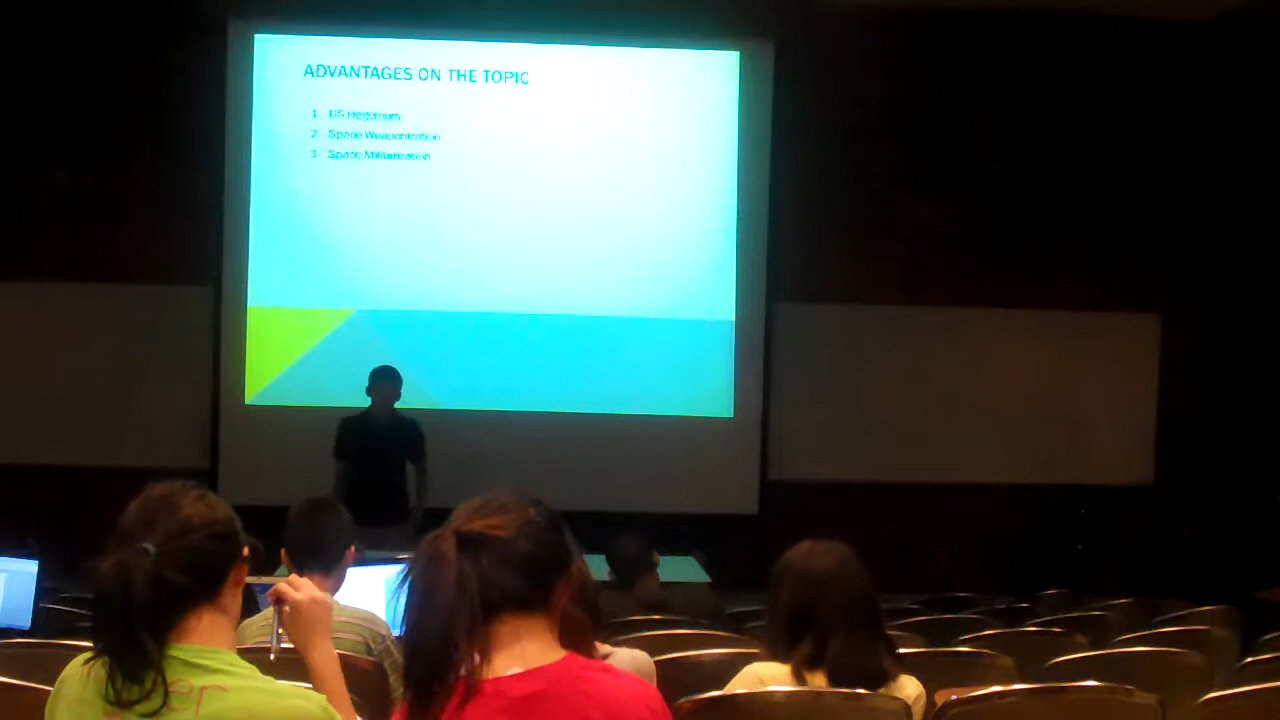 ADVANTAGES ON THE TOPIC
1. US Hegemony
2. Space Weaponization
3. Space Militarization